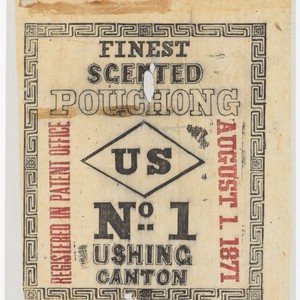 FINEST
SCENTED
POUCHONG
US
No. 1
USHING
CANTON
REGISTERED IN PATENT OFFICE
AUGUST 1. 1871